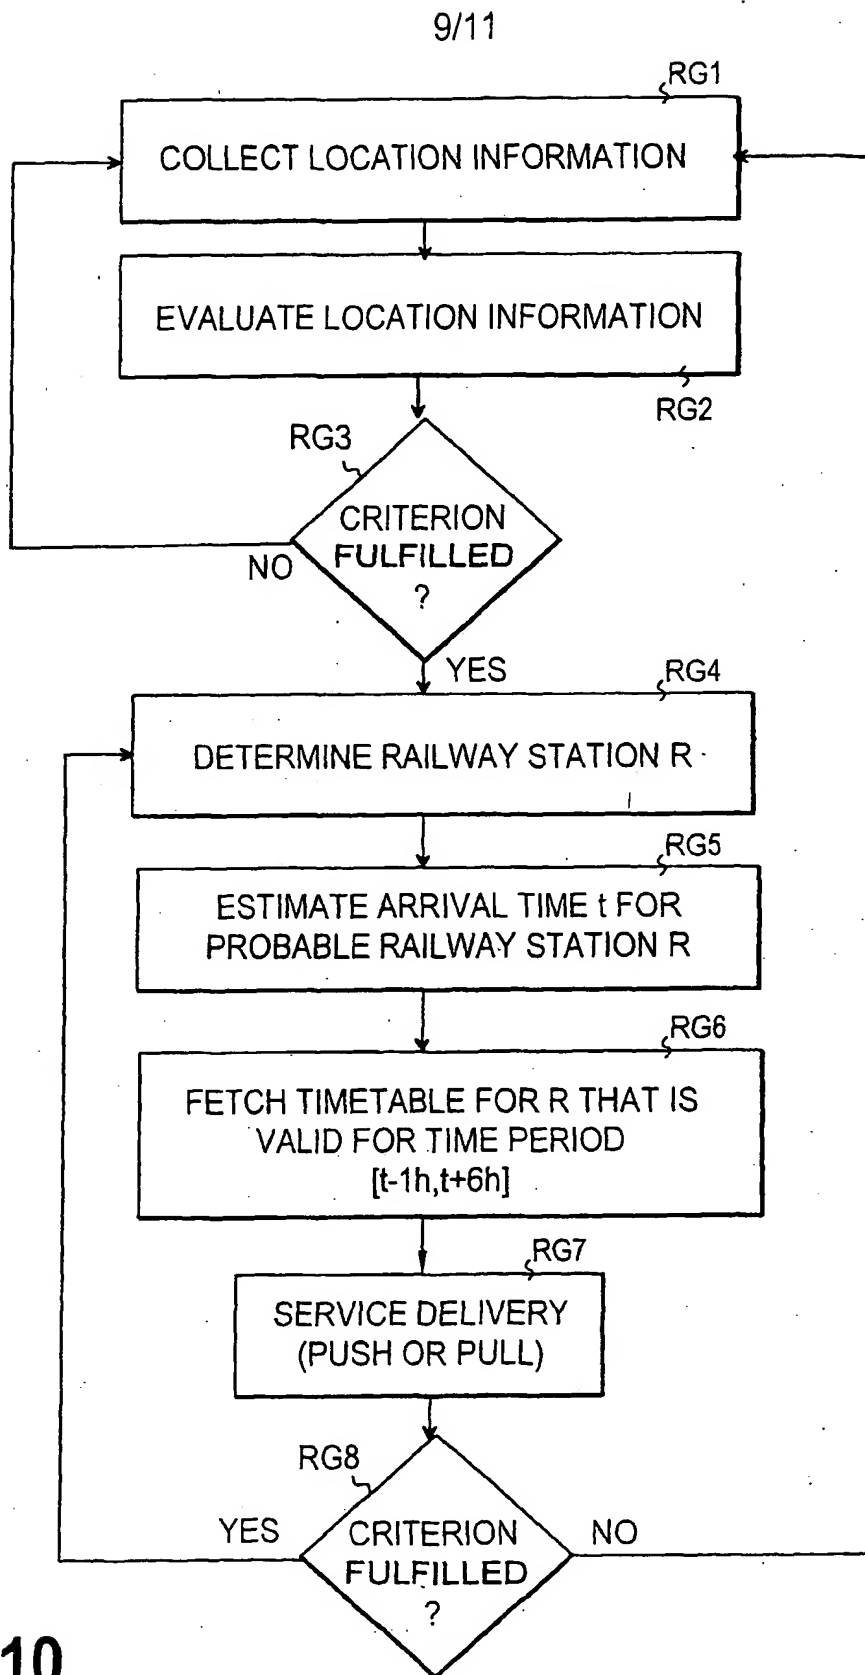 9/11
RG1
COLLECT LOCATION INFORMATION
EVALUATE LOCATION INFORMATION
RG2
RG3
CRITERION
FULFILLED
?
NO
YES
RG4
DETERMINE RAILWAY STATION R
RG5
ESTIMATE ARRIVAL TIME t FOR
PROBABLE RAILWAY STATION R
RG6
FETCH TIMETABLE FOR R THAT IS
VALID FOR TIME PERIOD
[t-1h,t+6h]
RG7
SERVICE DELIVERY
(PUSH OR PULL)
RG8
YES
CRITERION
FULFILLED
?
NO
10